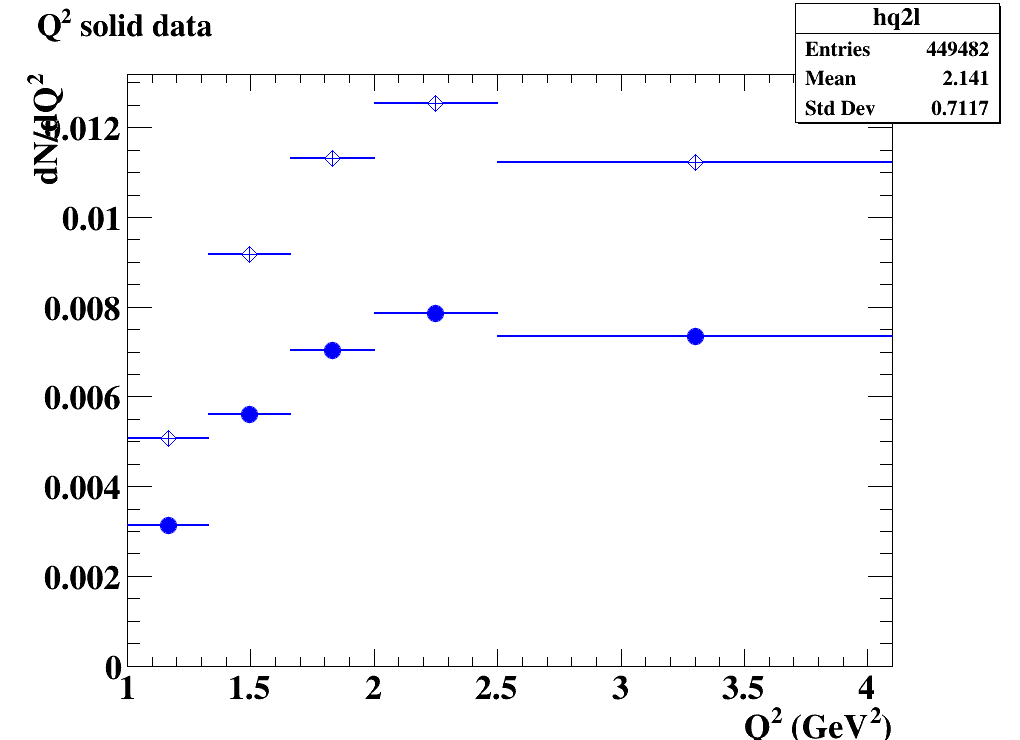 Q² solid data
hq2l
Entries 449482
Mean 2.141
Std Dev 0.7117
dN/dQ²
0.012
0.01
0.008
0.006
0.004
0.002
0
1 1.5 2 2.5 3 3.5 4
Q² (GeV²)